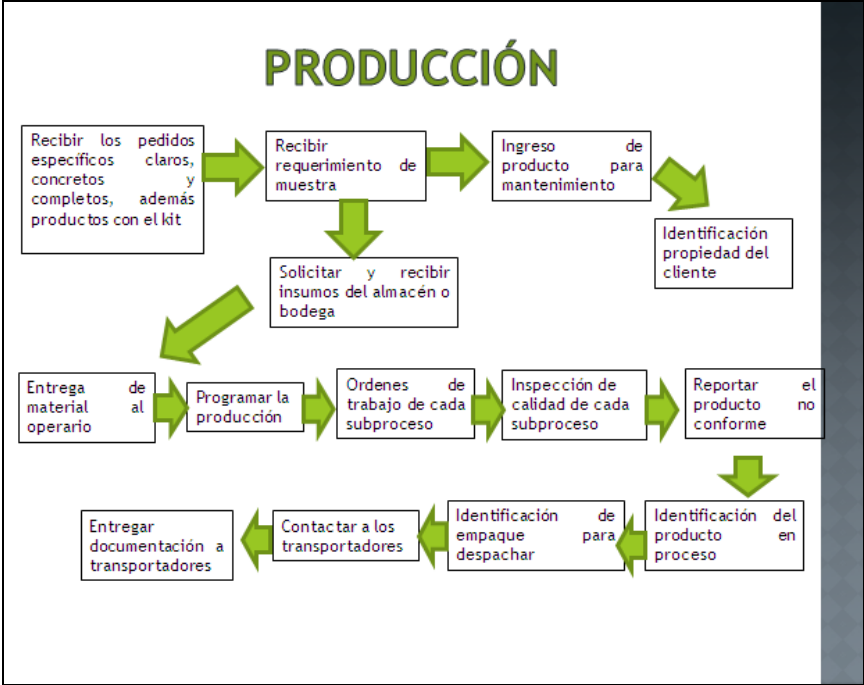 PRODUCCIÓN
Recibir los pedidos
específicos claros,
concretos y
completos, además
productos con el kit
Recibir
requerimiento de
muestra
Ingreso de
producto para
mantenimiento
Identificación
propiedad del
cliente
Solicitar y recibir
insumos del almacén o
bodega
Entrega de
material al
operario
Programar la
producción
Ordenes de
trabajo de cada
subproceso
Inspección de
calidad de cada
subproceso
Reportar el
producto no
conforme
Identificación del
producto en
proceso
Identificación de
empaque para
despachar
Contactar a los
transportadores
Entregar
documentación a
transportadores